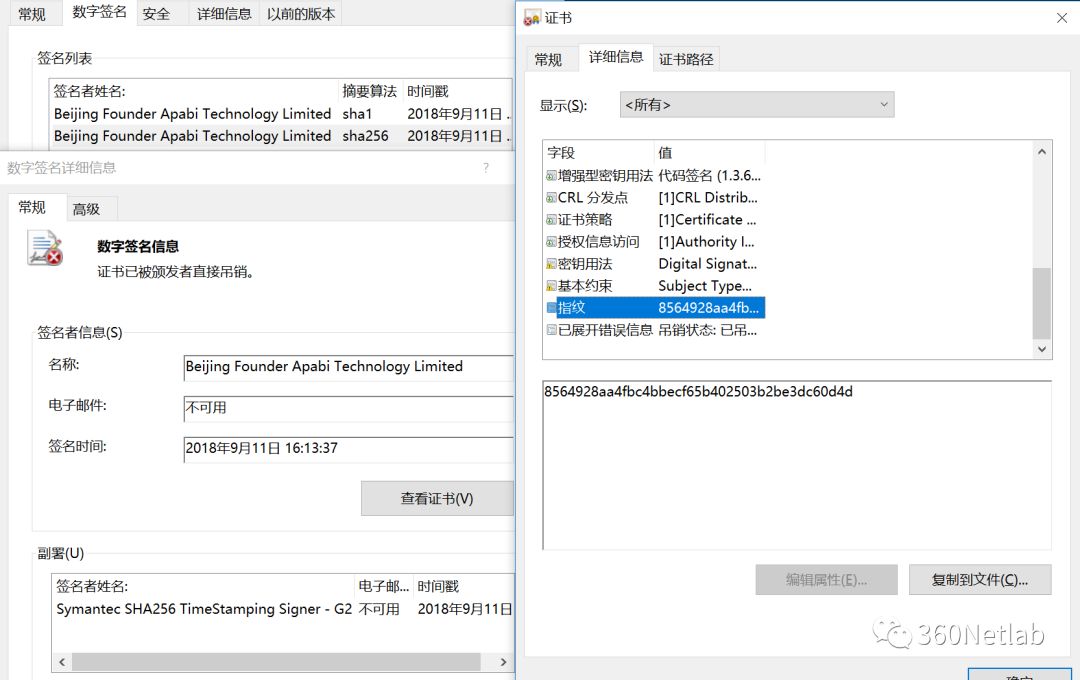 常规 数字签名 安全 详细信息 以前的版本
签名列表
签名者姓名: 摘要算法 时间戳
Beijing Founder Apabi Technology Limited sha1 2018年9月11日 ...
Beijing Founder Apabi Technology Limited sha256 2018年9月11日 ...
数字签名详细信息 ?
常规 高级
数字签名信息
证书已被颁发者直接吊销。
签名者信息(S)
名称: Beijing Founder Apabi Technology Limited
电子邮件: 不可用
签名时间: 2018年9月11日 16:13:37
查看证书(V)
副署(U)
签名者姓名: 电子邮... 时间戳
Symantec SHA256 TimeStamping Signer - G2 不可用 2018年9月11日
证书
常规 详细信息 证书路径
显示(S): <所有>
字段 值
增强型密钥用法 代码签名 (1.3.6...
CRL 分发点 [1]CRL Distrib...
证书策略 [1]Certificate ...
授权信息访问 [1]Authority I...
密钥用法 Digital Signat...
基本约束 Subject Type...
指纹 8564928aa4fb...
已展开错误信息 吊销状态: 已吊...
8564928aa4fbc4bbecf65b402503b2be3dc60d4d
编辑属性(E)... 复制到文件(C)...
360Netlab
确定